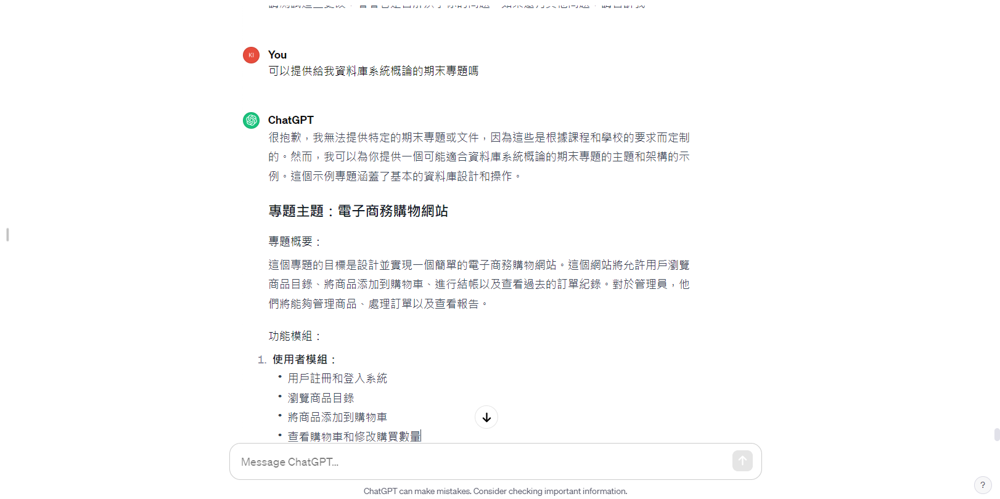 You
可以提供給我資料庫系統概論的期末專題嗎
ChatGPT
很抱歉，我無法提供特定的期末專題或文件，因為這些是根據課程和學校的要求而定制
的。然而，我可以為你提供一個可能適合資料庫系統概論的期末專題的主題和架構的示
例。這個示例專題涵蓋了基本的資料庫設計和操作。
專題主題：電子商務購物網站
專題概要：
這個專題的目標是設計並實現一個簡單的電子商務購物網站。這個網站將允許用戶瀏覽
商品目錄、將商品添加到購物車、進行結帳以及查看過去的訂單紀錄。對於管理員，他
們將能夠管理商品、處理訂單以及查看報告。
功能模組：
1. 使用者模組：
• 用戶註冊和登入系統
• 瀏覽商品目錄
• 將商品添加到購物車
• 查看購物車和修改購買數量
Message ChatGPT...
ChatGPT can make mistakes. Consider checking important information.
KI
?